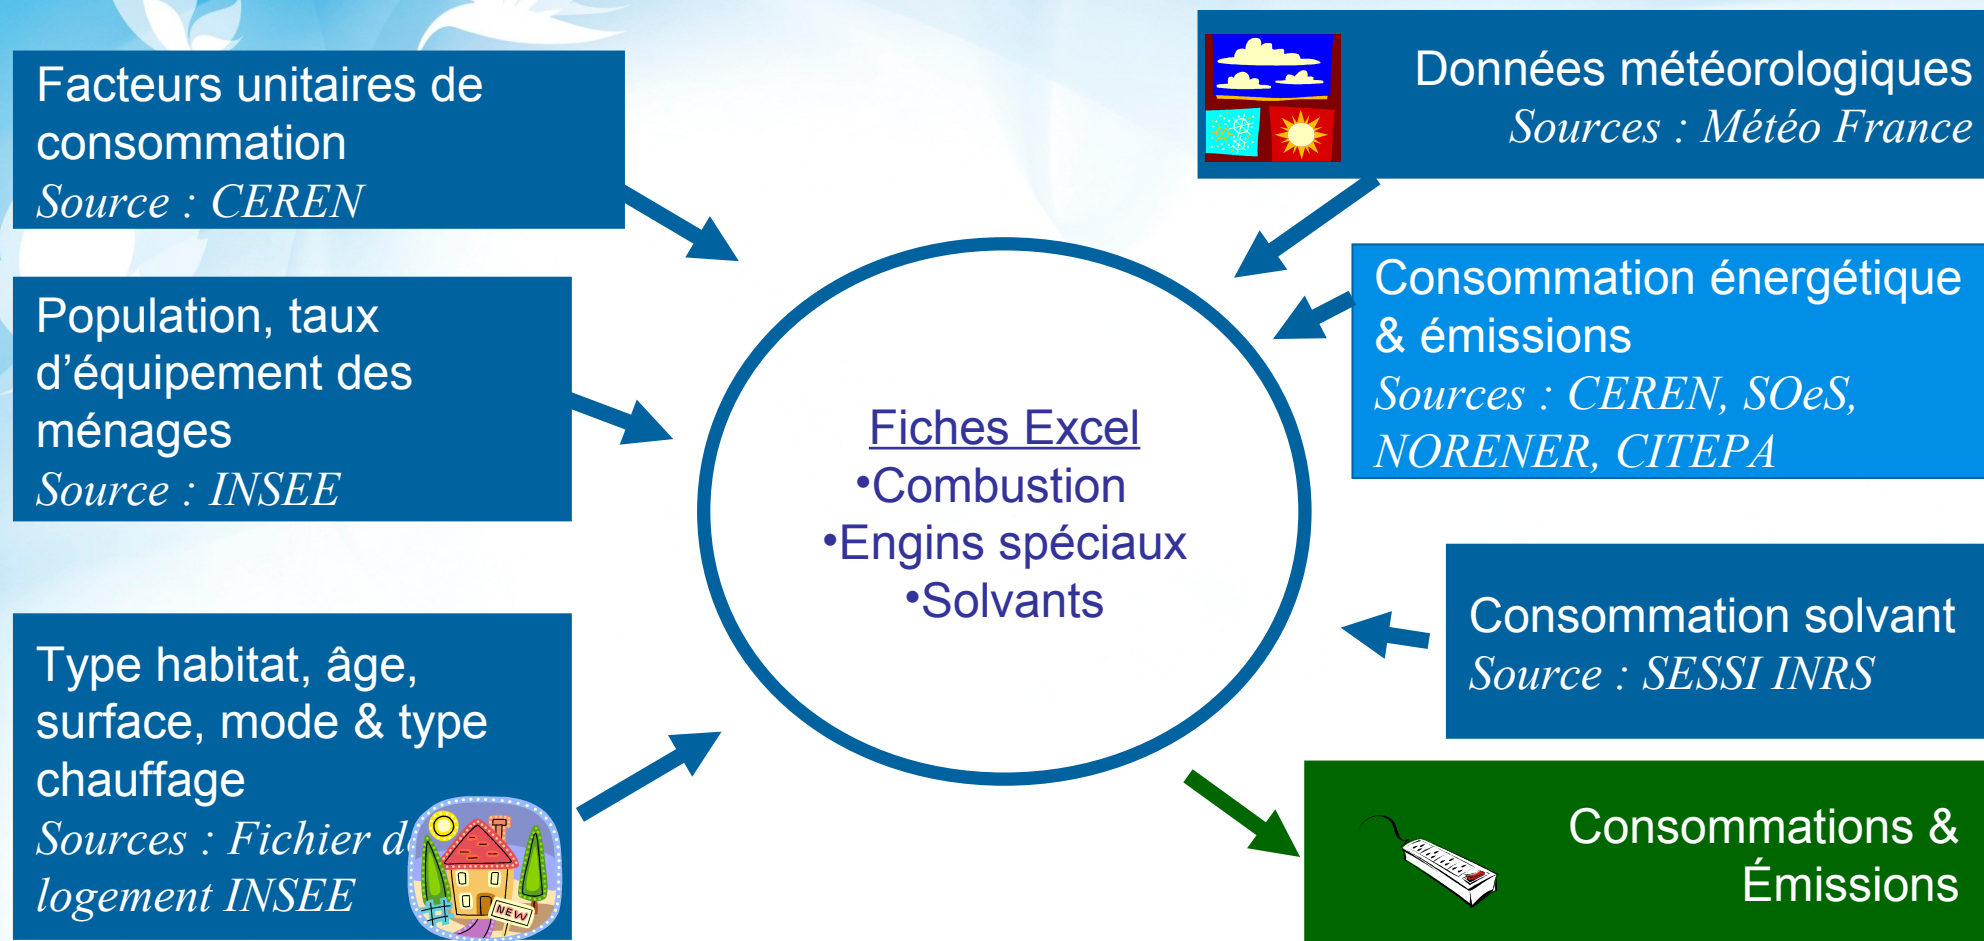 Facteurs unitaires de
consommation
Source : CEREN
Population, taux
d’équipement des
ménages
Source : INSEE
Type habitat, âge,
surface, mode & type
chauffage
Sources : Fichier
logement INSEE
NEW
Fiches Excel
•Combustion
•Engins spéciaux
•Solvants
Données météorologiques
Sources : Météo France
Consommation énergétique
& émissions
Sources : CEREN, SOeS,
NORENER, CITEPA
Consommation solvant
Source : SESSI INRS
Consommations &
Émissions